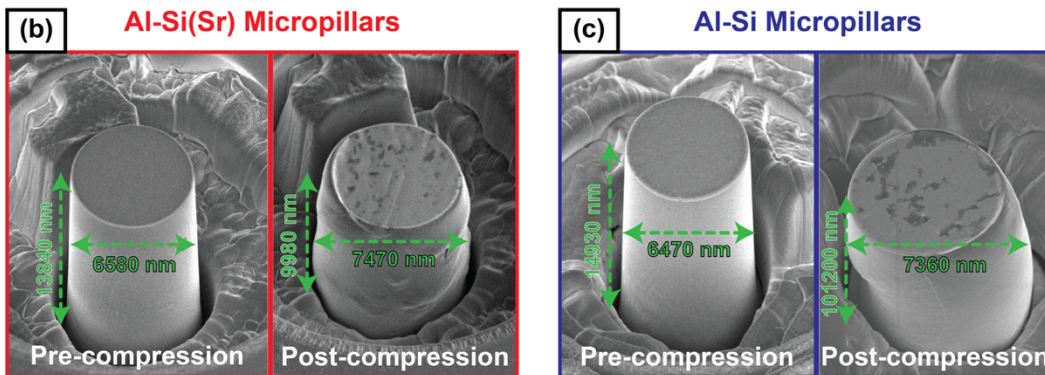 (b)
Al-Si(Sr) Micropillars
13840 nm
6580 nm
Pre-compression
9980 nm
7470 nm
Post-compression
(c)
Al-Si Micropillars
14930 nm
6470 nm
Pre-compression
101200 nm
7360 nm
Post-compression